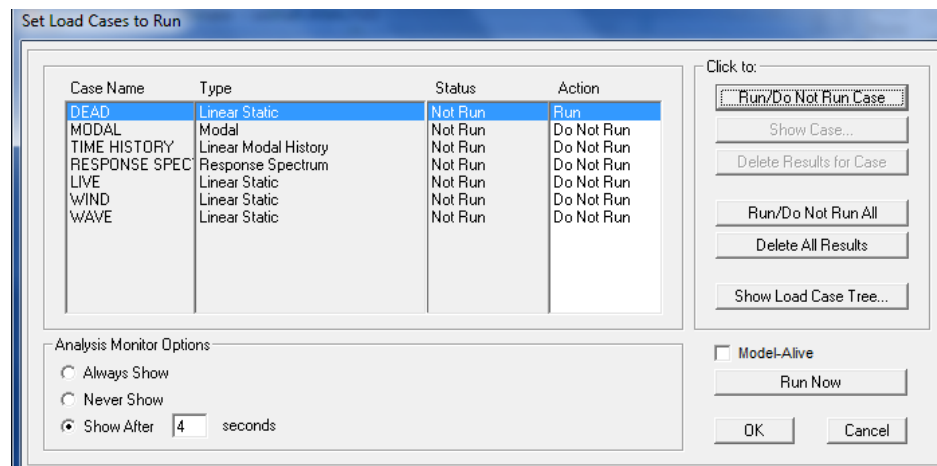 Set Load Cases to Run
Click to:
Case Name Type Status Action
DEAD Linear Static Not Run Run
MODAL Modal Not Run Do Not Run
TIME HISTORY Linear Modal History Not Run Do Not Run
RESPONSE SPEC Response Spectrum Not Run Do Not Run
LIVE Linear Static Not Run Do Not Run
WIND Linear Static Not Run Do Not Run
WAVE Linear Static Not Run Do Not Run
Run/Do Not Run Case
Show Case...
Delete Results for Case
Run/Do Not Run All
Delete All Results
Show Load Case Tree...
Analysis Monitor Options
Always Show
Never Show
Show After 4 seconds
Model-Alive
Run Now
OK Cancel